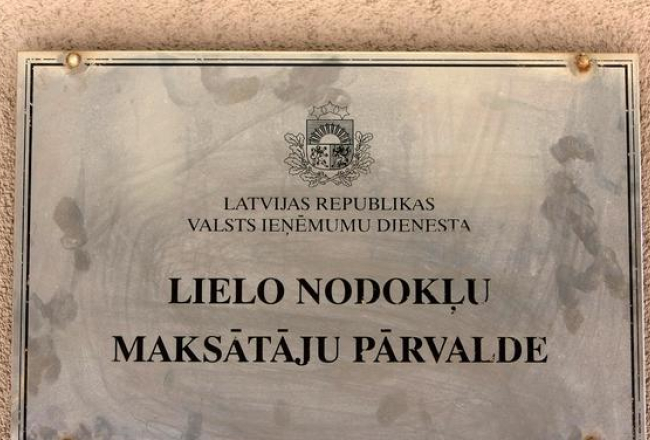 LATVIJAS REPUBLIKAS
VALSTS IEŅĒMUMU DIENESTA
LIELO NODOKĻU
MAKSĀTĀJU PĀRVALDE